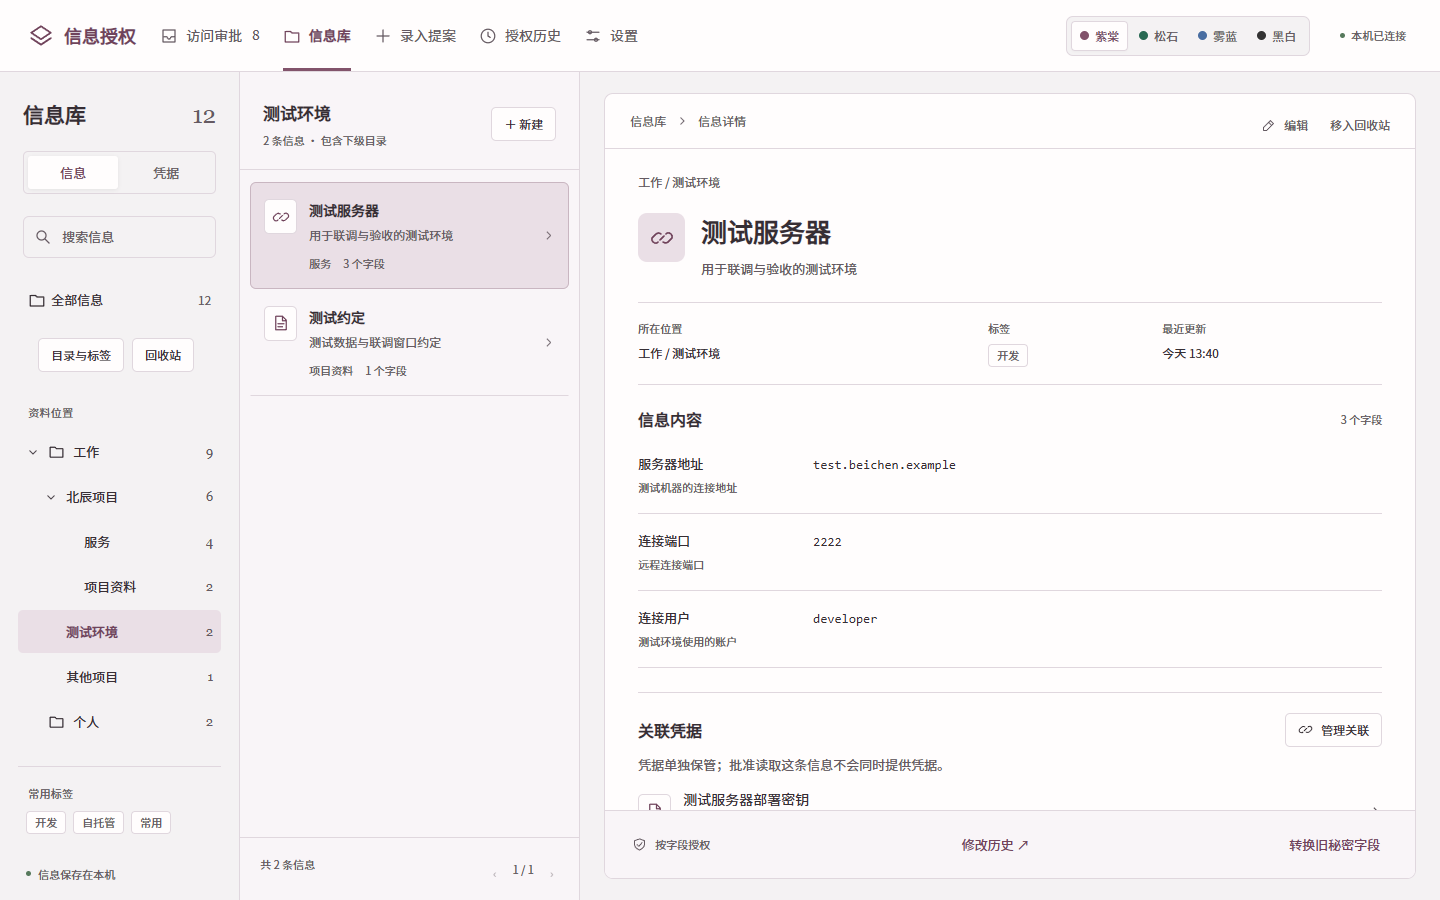 信息授权
访问审批 8
信息库
录入提案
授权历史
设置
紫棠
松石
雾蓝
黑白
本机已连接
信息库 12
信息
凭据
搜索信息
全部信息 12
目录与标签
回收站
资料位置
工作 9
北辰项目 6
服务 4
项目资料 2
测试环境 2
其他项目 1
个人 2
常用标签
开发
自托管
常用
信息保存在本机
测试环境
2 条信息 · 包含下级目录
+ 新建
测试服务器
用于联调与验收的测试环境
服务 3 个字段
测试约定
测试数据与联调窗口约定
项目资料 1 个字段
共 2 条信息
‹ 1 / 1 ›
信息库 > 信息详情
编辑
移入回收站
工作 / 测试环境
测试服务器
用于联调与验收的测试环境
所在位置
工作 / 测试环境
标签
开发
最近更新
今天 13:40
信息内容
3 个字段
服务器地址
test.beichen.example
测试机器的连接地址
连接端口
2222
远程连接端口
连接用户
developer
测试环境使用的账户
关联凭据
管理关联
凭据单独保管；批准读取这条信息不会同时提供凭据。
测试服务器部署密钥
按字段授权
修改历史 ↗
转换旧秘密字段